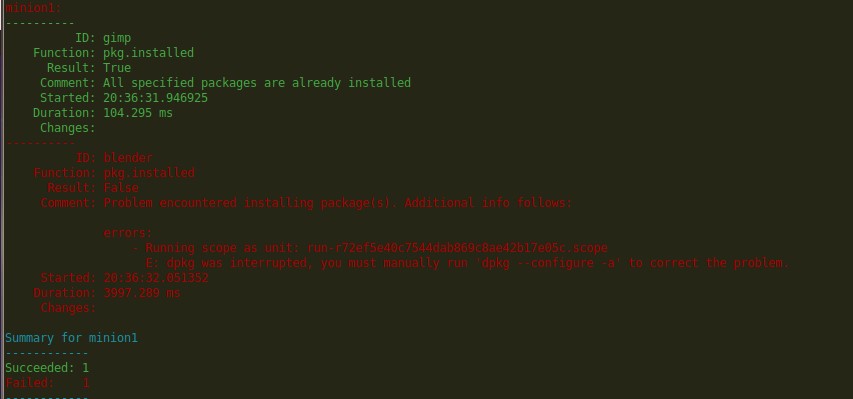 minion1:
----------
          ID: gimp
    Function: pkg.installed
      Result: True
     Comment: All specified packages are already installed
     Started: 20:36:31.946925
    Duration: 104.295 ms
     Changes:
----------
          ID: blender
    Function: pkg.installed
      Result: False
     Comment: Problem encountered installing package(s). Additional info follows:
              errors:
                  - Running scope as unit: run-r72ef5e40c7544dab869c8ae42b17e05c.scope
                    E: dpkg was interrupted, you must manually run 'dpkg --configure -a' to correct the problem.
     Started: 20:36:32.051352
    Duration: 3997.289 ms
     Changes:
Summary for minion1
------------
Succeeded: 1
Failed:    1
------------